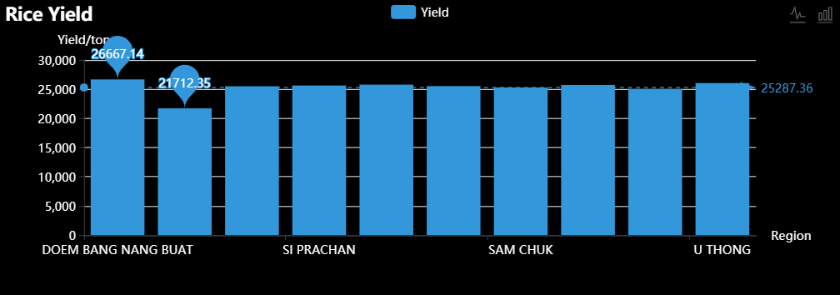 Rice Yield
Yield
Yield/ton
26667.14
21712.35
30,000
25,000
25287.36
20,000
15,000
10,000
5,000
0
Region
DOEM BANG NANG BUAT
SI PRACHAN
SAM CHUK
U THONG